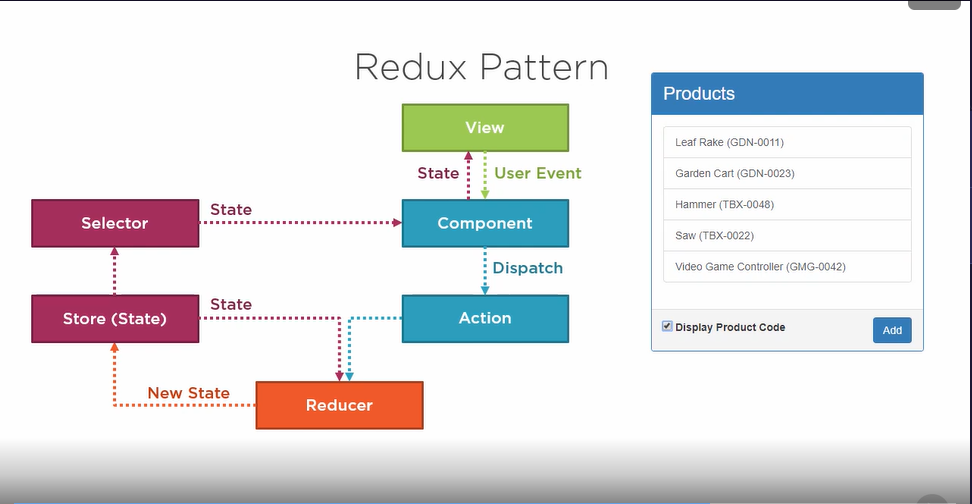 Redux Pattern
View
State
User Event
Selector
State
Component
Dispatch
Store (State)
State
Action
New State
Reducer
Products
Leaf Rake (GDN-0011)
Garden Cart (GDN-0023)
Hammer (TBX-0048)
Saw (TBX-0022)
Video Game Controller (GMG-0042)
Display Product Code
Add